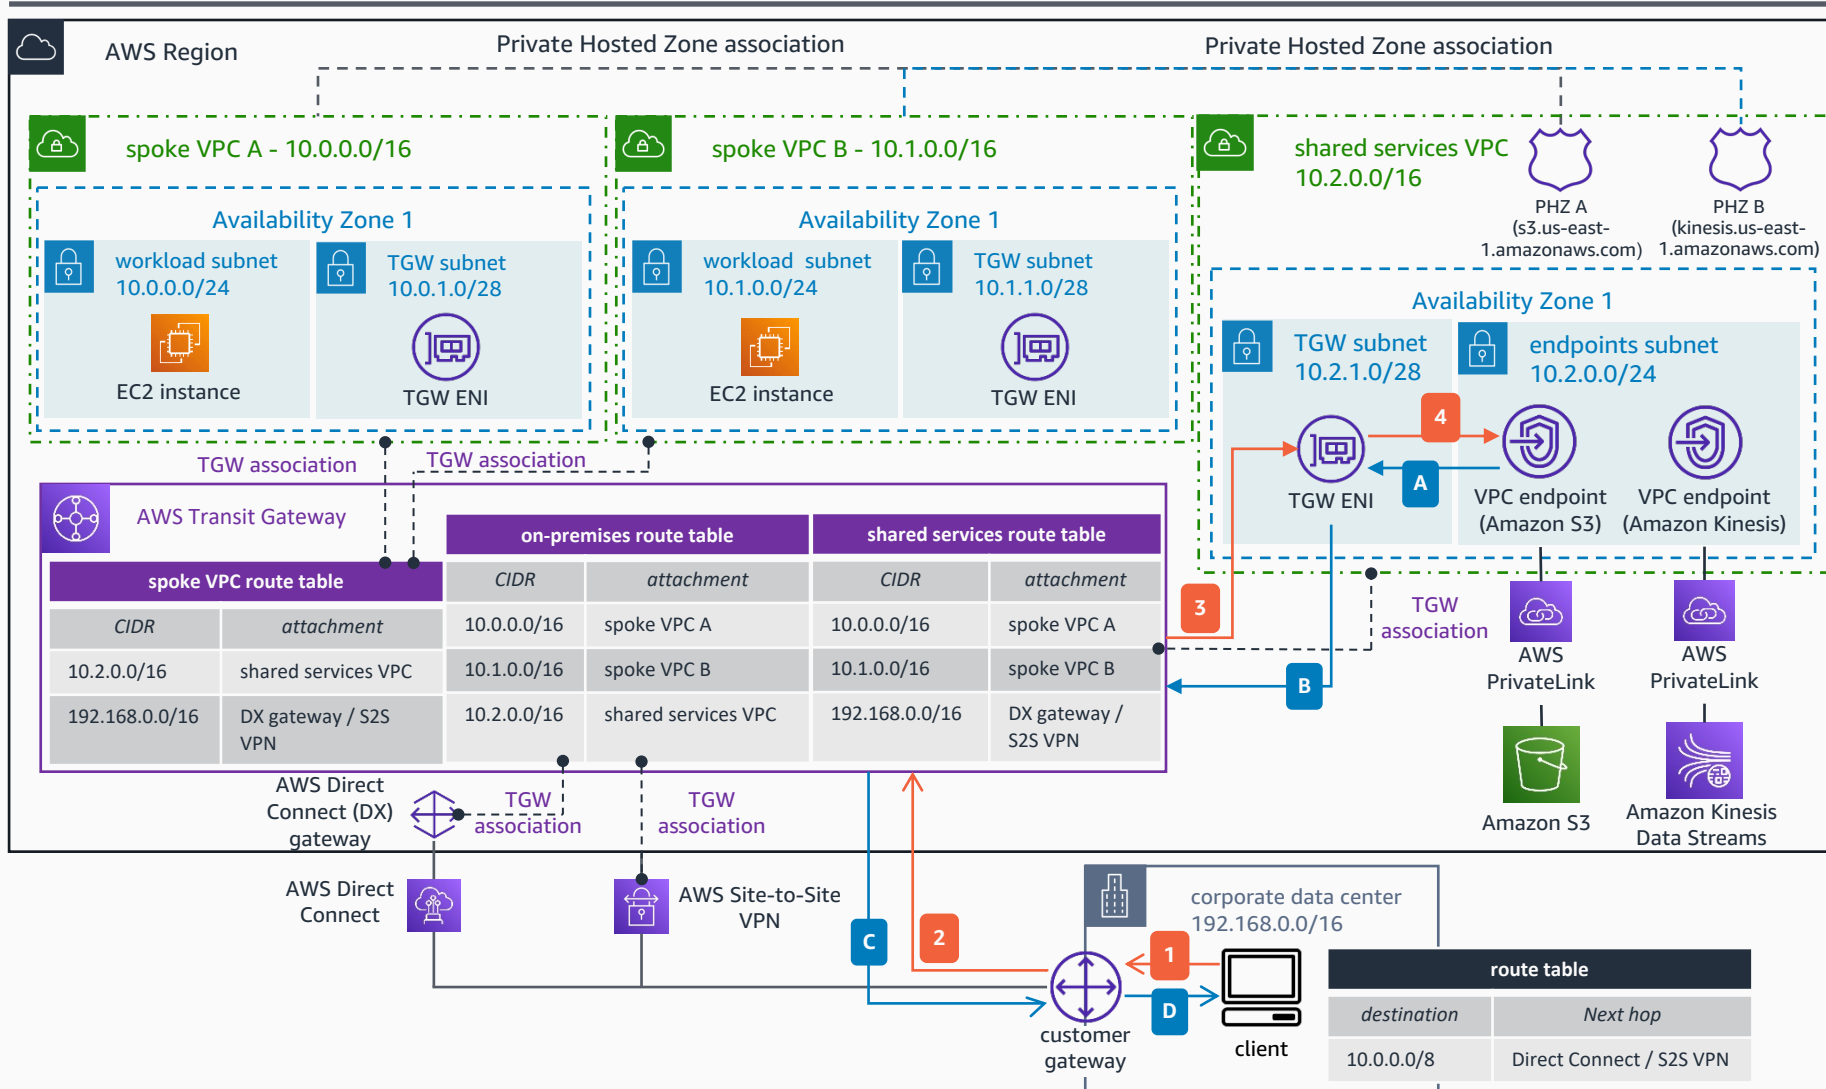 AWS Region
Private Hosted Zone association
Private Hosted Zone association
spoke VPC A - 10.0.0.0/16
Availability Zone 1
workload subnet
10.0.0.0/24
EC2 instance
TGW subnet
10.0.1.0/28
TGW ENI
spoke VPC B - 10.1.0.0/16
Availability Zone 1
workload  subnet
10.1.0.0/24
EC2 instance
TGW subnet
10.1.1.0/28
TGW ENI
shared services VPC
10.2.0.0/16
PHZ A
(s3.us-east-
1.amazonaws.com)
PHZ B
(kinesis.us-east-
1.amazonaws.com)
Availability Zone 1
TGW subnet
10.2.1.0/28
TGW ENI
endpoints subnet
10.2.0.0/24
4
A
VPC endpoint
(Amazon S3)
VPC endpoint
(Amazon Kinesis)
TGW association
TGW association
AWS Transit Gateway
spoke VPC route table
CIDR
attachment
10.2.0.0/16
shared services VPC
192.168.0.0/16
DX gateway / S2S
VPN
on-premises route table
CIDR
attachment
10.0.0.0/16
spoke VPC A
10.1.0.0/16
spoke VPC B
10.2.0.0/16
shared services VPC
shared services route table
CIDR
attachment
10.0.0.0/16
spoke VPC A
10.1.0.0/16
spoke VPC B
192.168.0.0/16
DX gateway /
S2S VPN
3
B
TGW
association
AWS
PrivateLink
AWS
PrivateLink
Amazon S3
Amazon Kinesis
Data Streams
AWS Direct
Connect (DX)
gateway
TGW
association
TGW
association
AWS Direct
Connect
AWS Site-to-Site
VPN
C
2
corporate data center
192.168.0.0/16
1
D
customer
gateway
client
route table
destination
Next hop
10.0.0.0/8
Direct Connect / S2S VPN